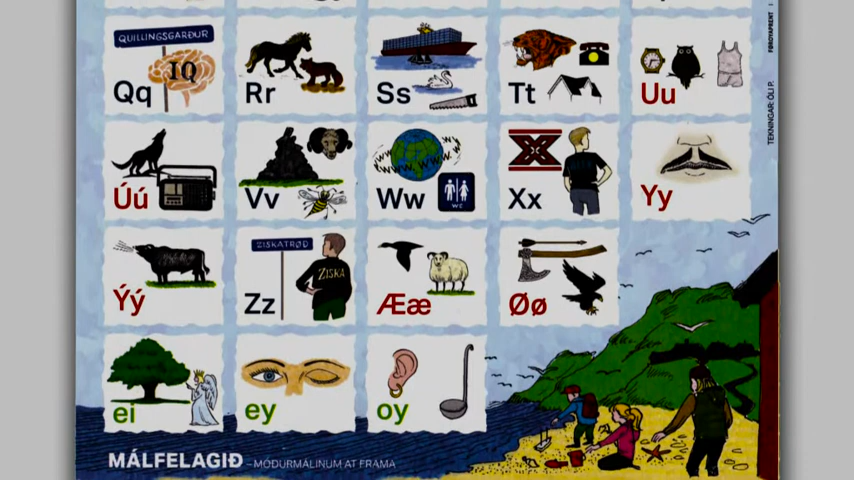 QUILLINGSGARÐUR
IQ
Qq
Rr
Ss
Tt
Uu
Úú
Vv
WC
Ww
Xx
Yy
Ýý
ZISKATRØÐ
ZISKA
Zz
Ææ
Øø
ei
ey
oy
MÁLFELAGIÐ – MÓÐURMÁLINUM AT FRAMA
TEKNINGAR: ÓLI P.
FØROYAPRENT